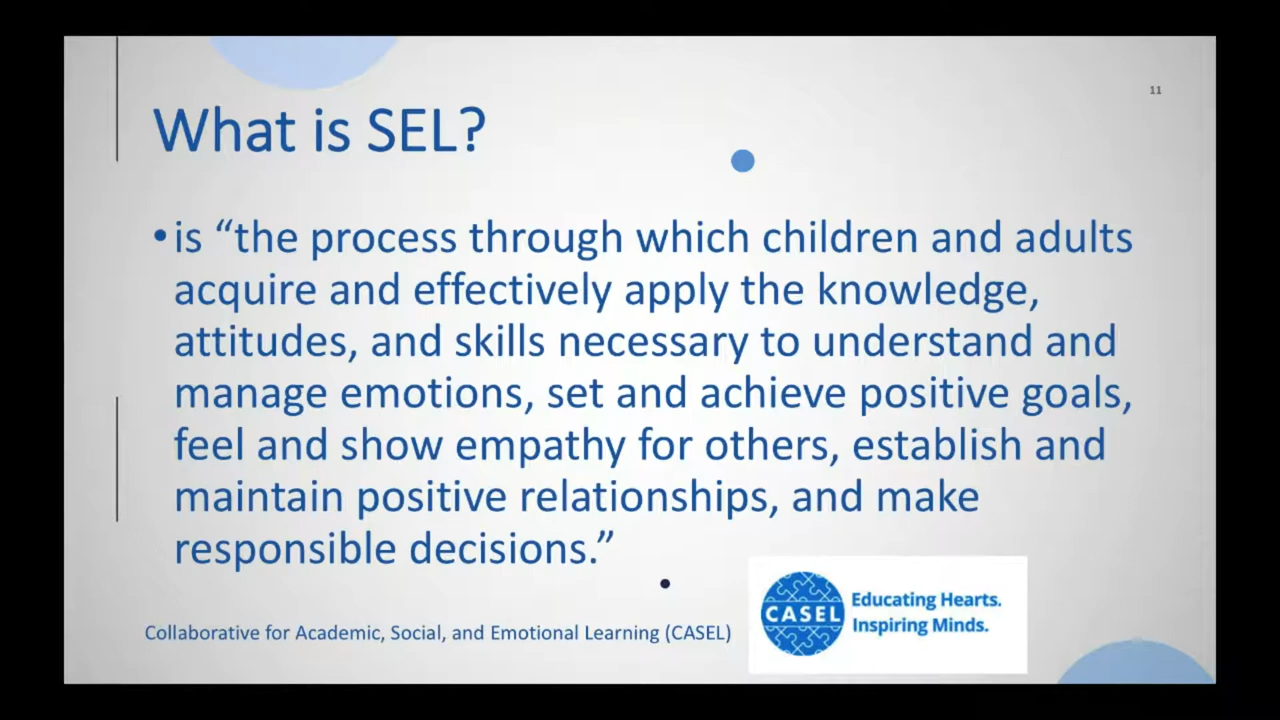 11
What is SEL?
•is “the process through which children and adults
acquire and effectively apply the knowledge,
attitudes, and skills necessary to understand and
manage emotions, set and achieve positive goals,
feel and show empathy for others, establish and
maintain positive relationships, and make
responsible decisions.”
Collaborative for Academic, Social, and Emotional Learning (CASEL)
CASEL
Educating Hearts.
Inspiring Minds.